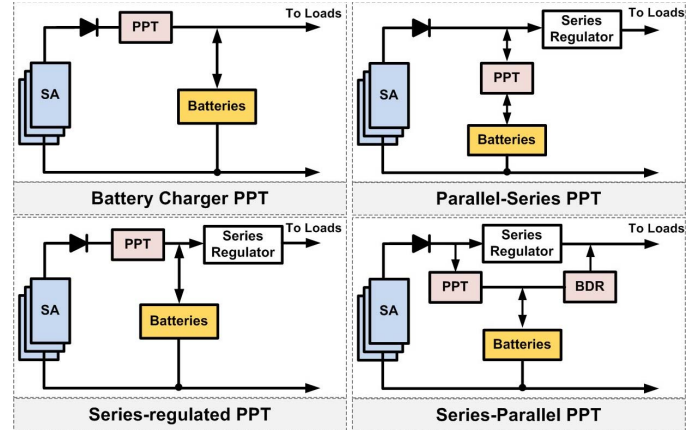 To Loads
PPT
SA
Batteries
Battery Charger PPT
To Loads
Series
Regulator
PPT
SA
Batteries
Parallel-Series PPT
To Loads
PPT
Series
Regulator
SA
Batteries
Series-regulated PPT
To Loads
Series
Regulator
PPT
BDR
SA
Batteries
Series-Parallel PPT